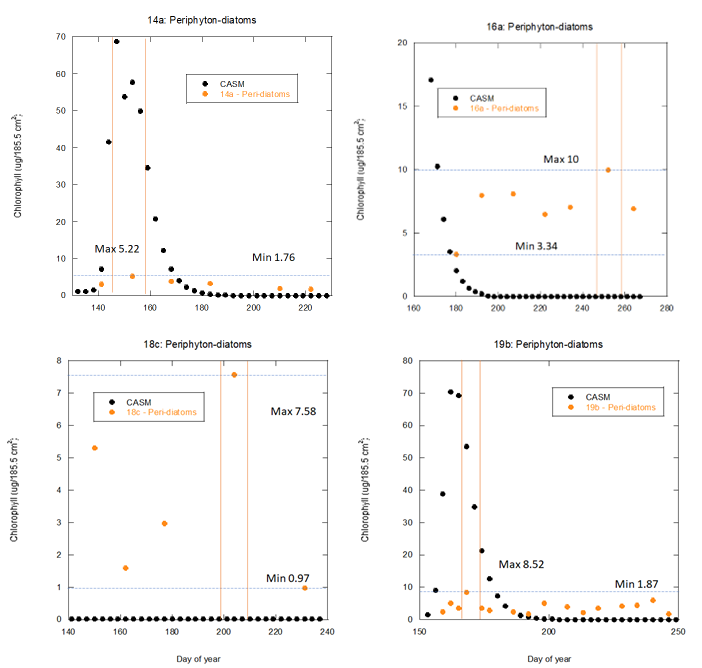 14a: Periphyton-diatoms
70
60
50
40
30
20
10
0
140
160
180
200
220
Chlorophyll (ug/185.5 cm²;
CASM
14a - Peri-diatoms
Max 5.22
Min 1.76
16a: Periphyton-diatoms
20
15
10
5
0
160
180
200
220
240
260
280
Chlorophyll (ug/185.5 cm²;
CASM
16a - Peri-diatoms
Max 10
Min 3.34
18c: Periphyton-diatoms
8
7
6
5
4
3
2
1
0
140
160
180
200
220
240
Chlorophyll (ug/185.5 cm²;
CASM
18c - Peri-diatoms
Max 7.58
Min 0.97
Day of year
19b: Periphyton-diatoms
80
70
60
50
40
30
20
10
0
150
200
250
Chlorophyll (ug/185.5 cm²;
CASM
19b - Peri-diatoms
Max 8.52
Min 1.87
Day of year